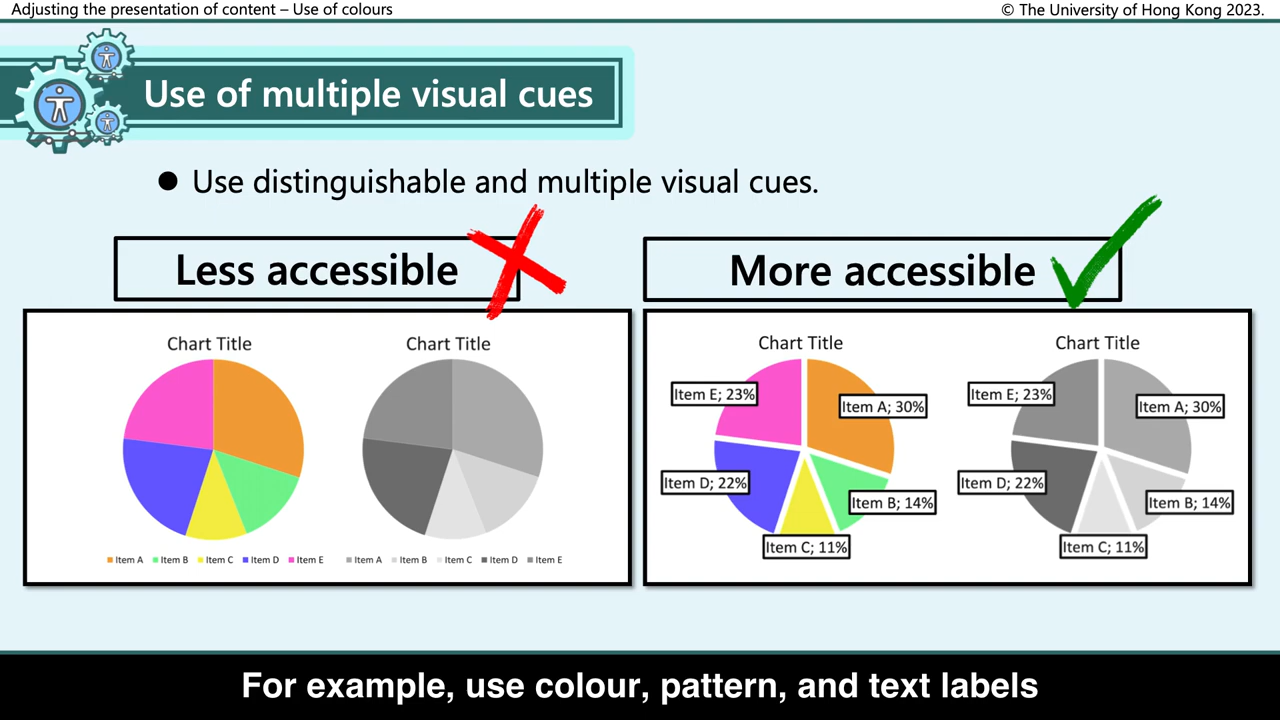 Adjusting the presentation of content – Use of colours
© The University of Hong Kong 2023.
Use of multiple visual cues
● Use distinguishable and multiple visual cues.
Less accessible
More accessible
Chart Title
Chart Title
Item A Item B Item C Item D Item E
Item A Item B Item C Item D Item E
Chart Title
Item E; 23%
Item A; 30%
Item D; 22%
Item B; 14%
Item C; 11%
Chart Title
Item E; 23%
Item A; 30%
Item D; 22%
Item B; 14%
Item C; 11%
For example, use colour, pattern, and text labels